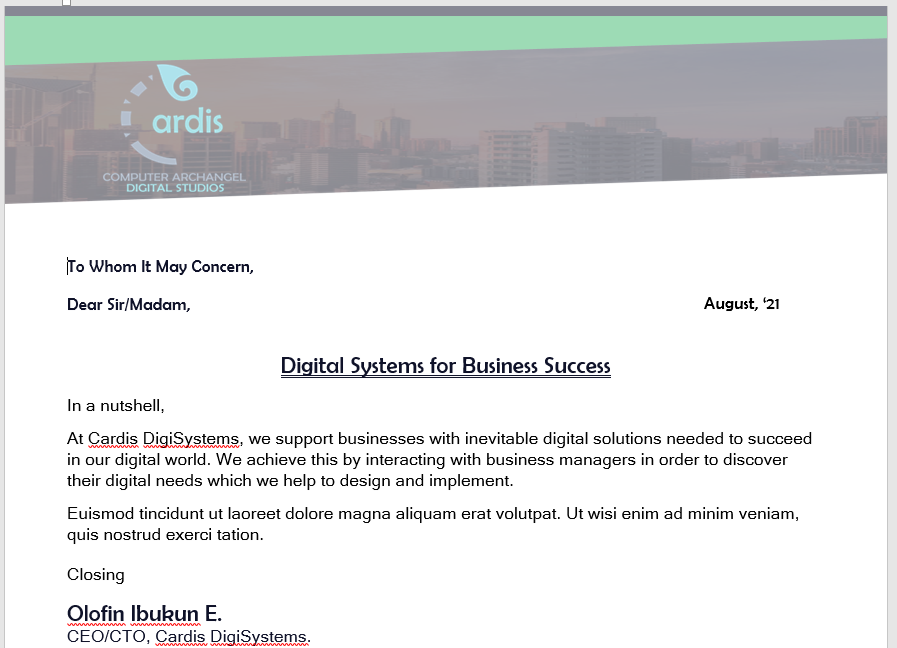 ardis
COMPUTER ARCHANGEL
DIGITAL STUDIOS
To Whom It May Concern,
Dear Sir/Madam,
August, ‘21
Digital Systems for Business Success
In a nutshell,
At Cardis DigiSystems, we support businesses with inevitable digital solutions needed to succeed
in our digital world. We achieve this by interacting with business managers in order to discover
their digital needs which we help to design and implement.
Euismod tincidunt ut laoreet dolore magna aliquam erat volutpat. Ut wisi enim ad minim veniam,
quis nostrud exerci tation.
Closing
Olofin Ibukun E.
CEO/CTO, Cardis DigiSystems.